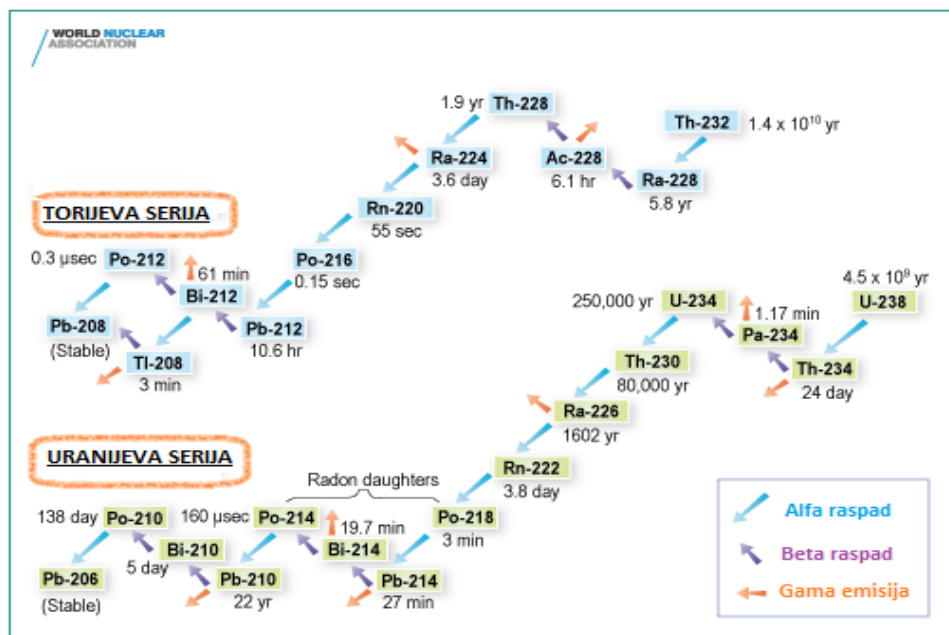 WORLD NUCLEAR
ASSOCIATION
1.9 yr Th-228
Th-232 1.4 x 10¹⁰ yr
Ra-224
3.6 day
Ac-228
6.1 hr
Ra-228
5.8 yr
TORIJEVA SERIJA
Rn-220
55 sec
0.3 µsec Po-212
61 min
Bi-212
Po-216
0.15 sec
Pb-208
(Stable)
Pb-212
10.6 hr
Tl-208
3 min
4.5 x 10⁹ yr
U-238
250,000 yr U-234
1.17 min
Pa-234
Th-234
24 day
Th-230
80,000 yr
Ra-226
1602 yr
URANIJEVA SERIJA
Rn-222
3.8 day
Radon daughters
138 day Po-210
160 µsec Po-214
19.7 min
Po-218
3 min
Bi-210
5 day
Bi-214
Pb-206
(Stable)
Pb-210
22 yr
Pb-214
27 min
Alfa raspad
Beta raspad
Gama emisija